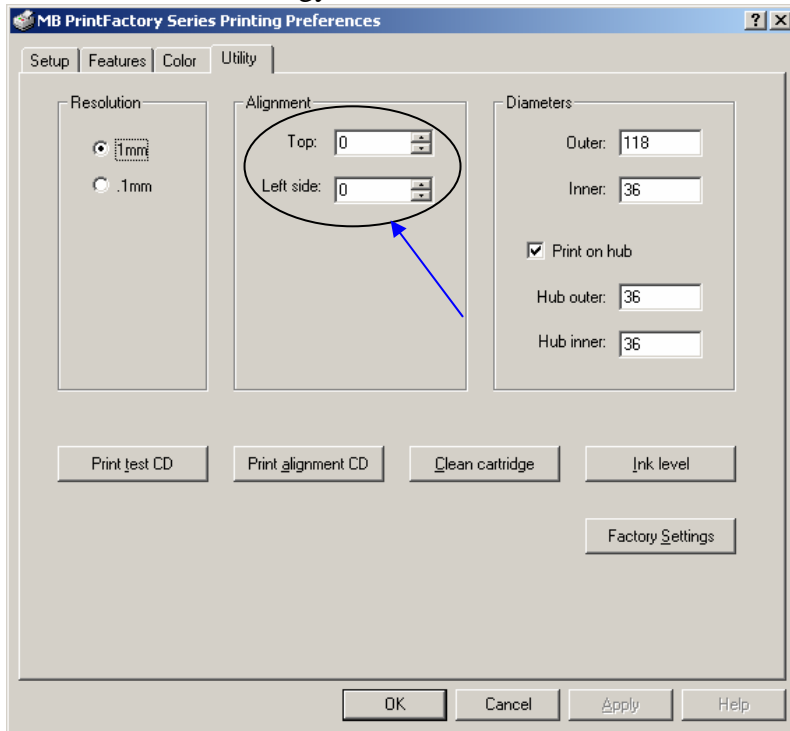 MB PrintFactory Series Printing Preferences
Setup Features Color Utility
Resolution
1mm
.1mm
Alignment
Top: 0
Left side: 0
Diameters
Outer: 118
Inner: 36
Print on hub
Hub outer: 36
Hub inner: 36
Print test CD Print alignment CD Clean cartridge Ink level
Factory Settings
OK Cancel Apply Help